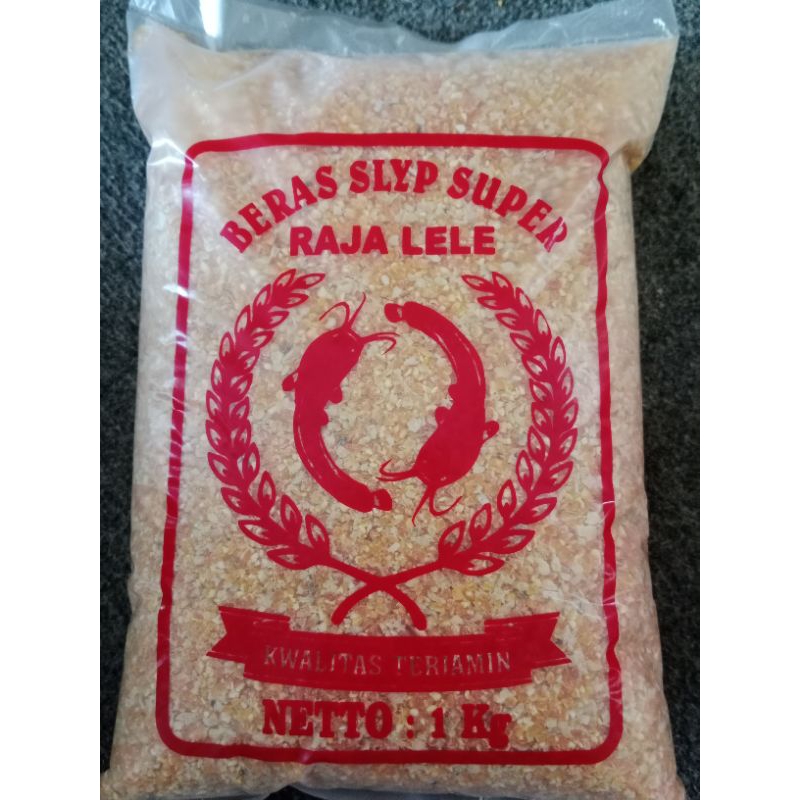 BERAS SLYP SUPER
RAJA LELE
KWALITAS TERJAMIN
NETTO : 1 Kg